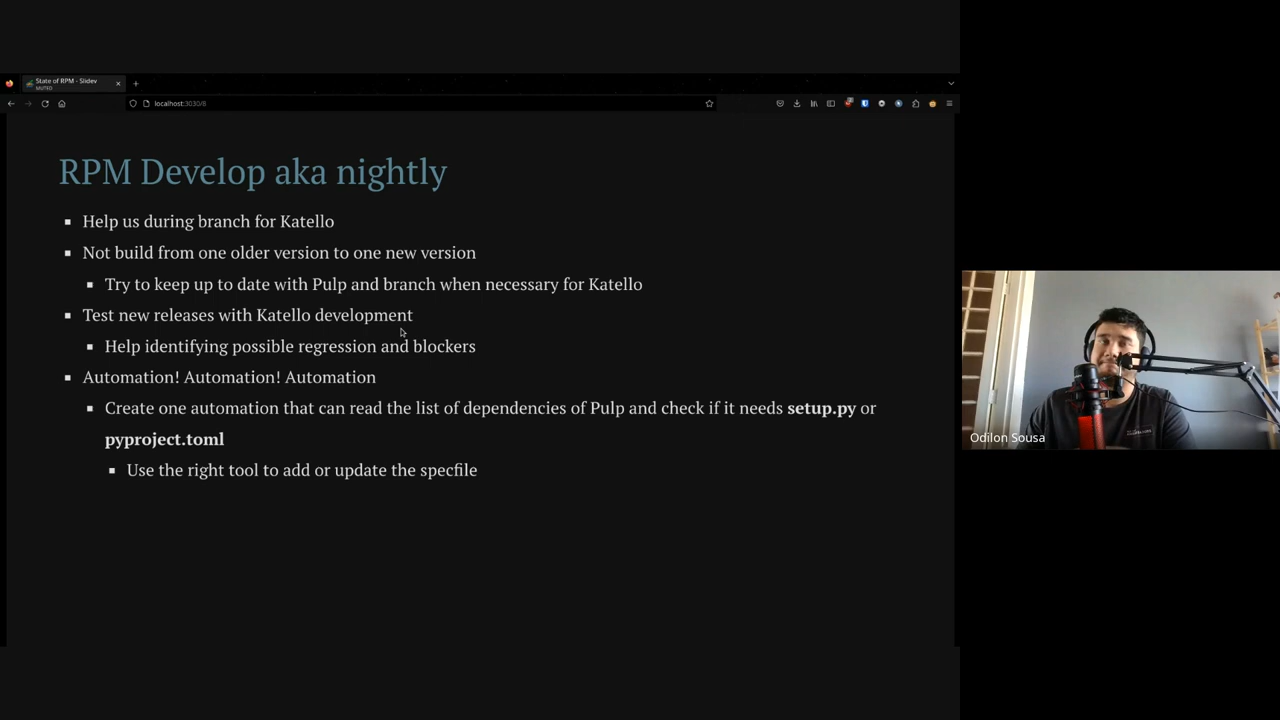 State of RPM - Slidev
MUTED
localhost:3030/8
RPM Develop aka nightly
Help us during branch for Katello
Not build from one older version to one new version
Try to keep up to date with Pulp and branch when necessary for Katello
Test new releases with Katello development
Help identifying possible regression and blockers
Automation! Automation! Automation
Create one automation that can read the list of dependencies of Pulp and check if it needs setup.py or
pyproject.toml
Use the right tool to add or update the specfile
Odilon Sousa